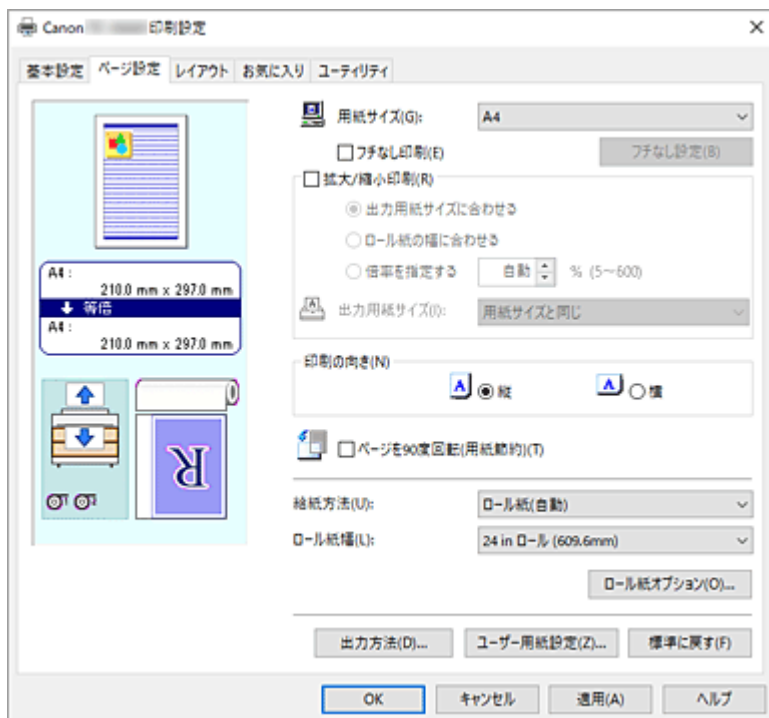 Canon 印刷設定
基本設定 ページ設定 レイアウト お気に入り ユーティリティ
用紙サイズ(G): A4
フチなし印刷(E) フチなし設定(B)
拡大/縮小印刷(R)
出力用紙サイズに合わせる
ロール紙の幅に合わせる
倍率を指定する 自動 % (5～600)
出力用紙サイズ(I): 用紙サイズと同じ
A4 :
210.0 mm x 297.0 mm
等倍
A4 :
210.0 mm x 297.0 mm
印刷の向き(N)
A 縦 A 横
ページを90度回転(用紙節約)(T)
給紙方法(U): ロール紙(自動)
ロール紙幅(L): 24 in ロール (609.6mm)
ロール紙オプション(O)...
出力方法(D)... ユーザー用紙設定(Z)... 標準に戻す(F)
OK キャンセル 適用(A) ヘルプ